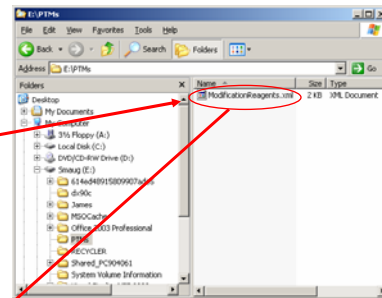 E:\PTMs
File Edit View Favorites Tools Help
Back Search Folders
Address E:\PTMs Go
Folders x Name Size Type
ModificationReagents.xml 2 KB XML Document
Desktop
My Documents
My Computer
3½ Floppy (A:)
Local Disk (C:)
DVD/CD-RW Drive (D:)
Smaug (E:)
dx90c
James
MSOCache
Office 2003 Professional
PTMs
RECYCLER
Shared_PC904061
System Volume Information